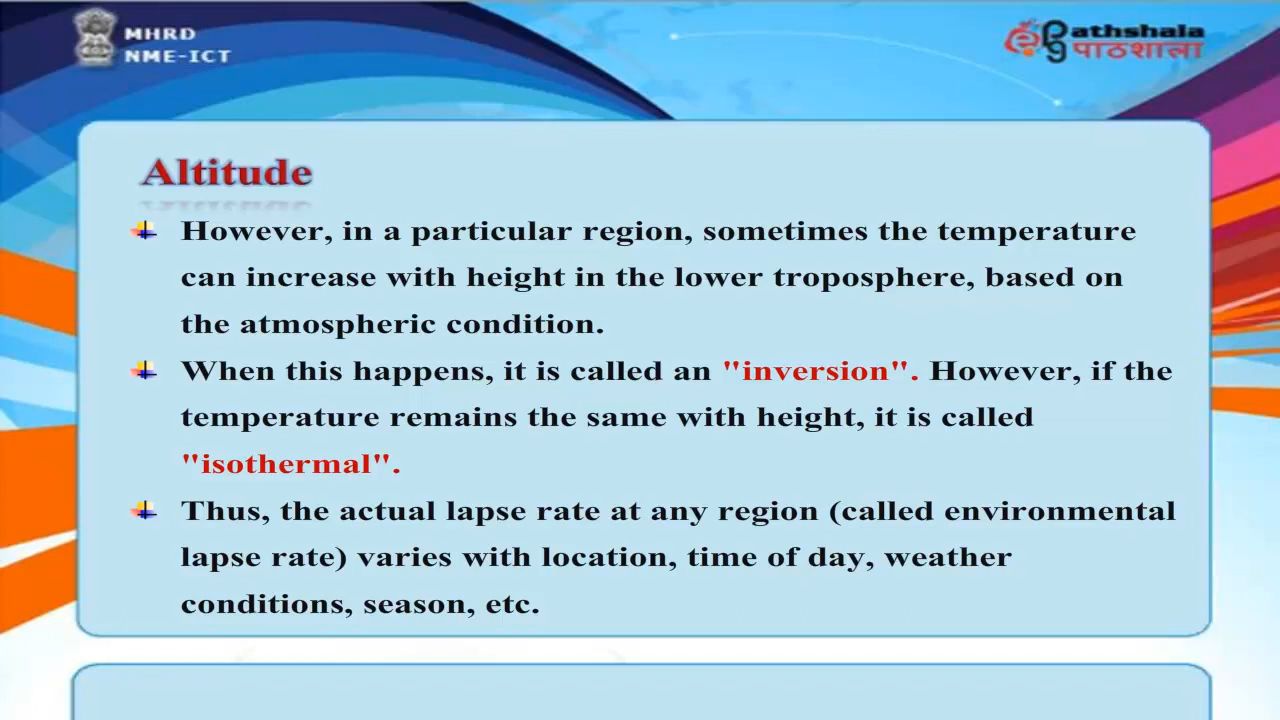 MHRD
NME-ICT
athshala
पाठशाला
Altitude
However, in a particular region, sometimes the temperature
can increase with height in the lower troposphere, based on
the atmospheric condition.
When this happens, it is called an "inversion". However, if the
temperature remains the same with height, it is called
"isothermal".
Thus, the actual lapse rate at any region (called environmental
lapse rate) varies with location, time of day, weather
conditions, season, etc.